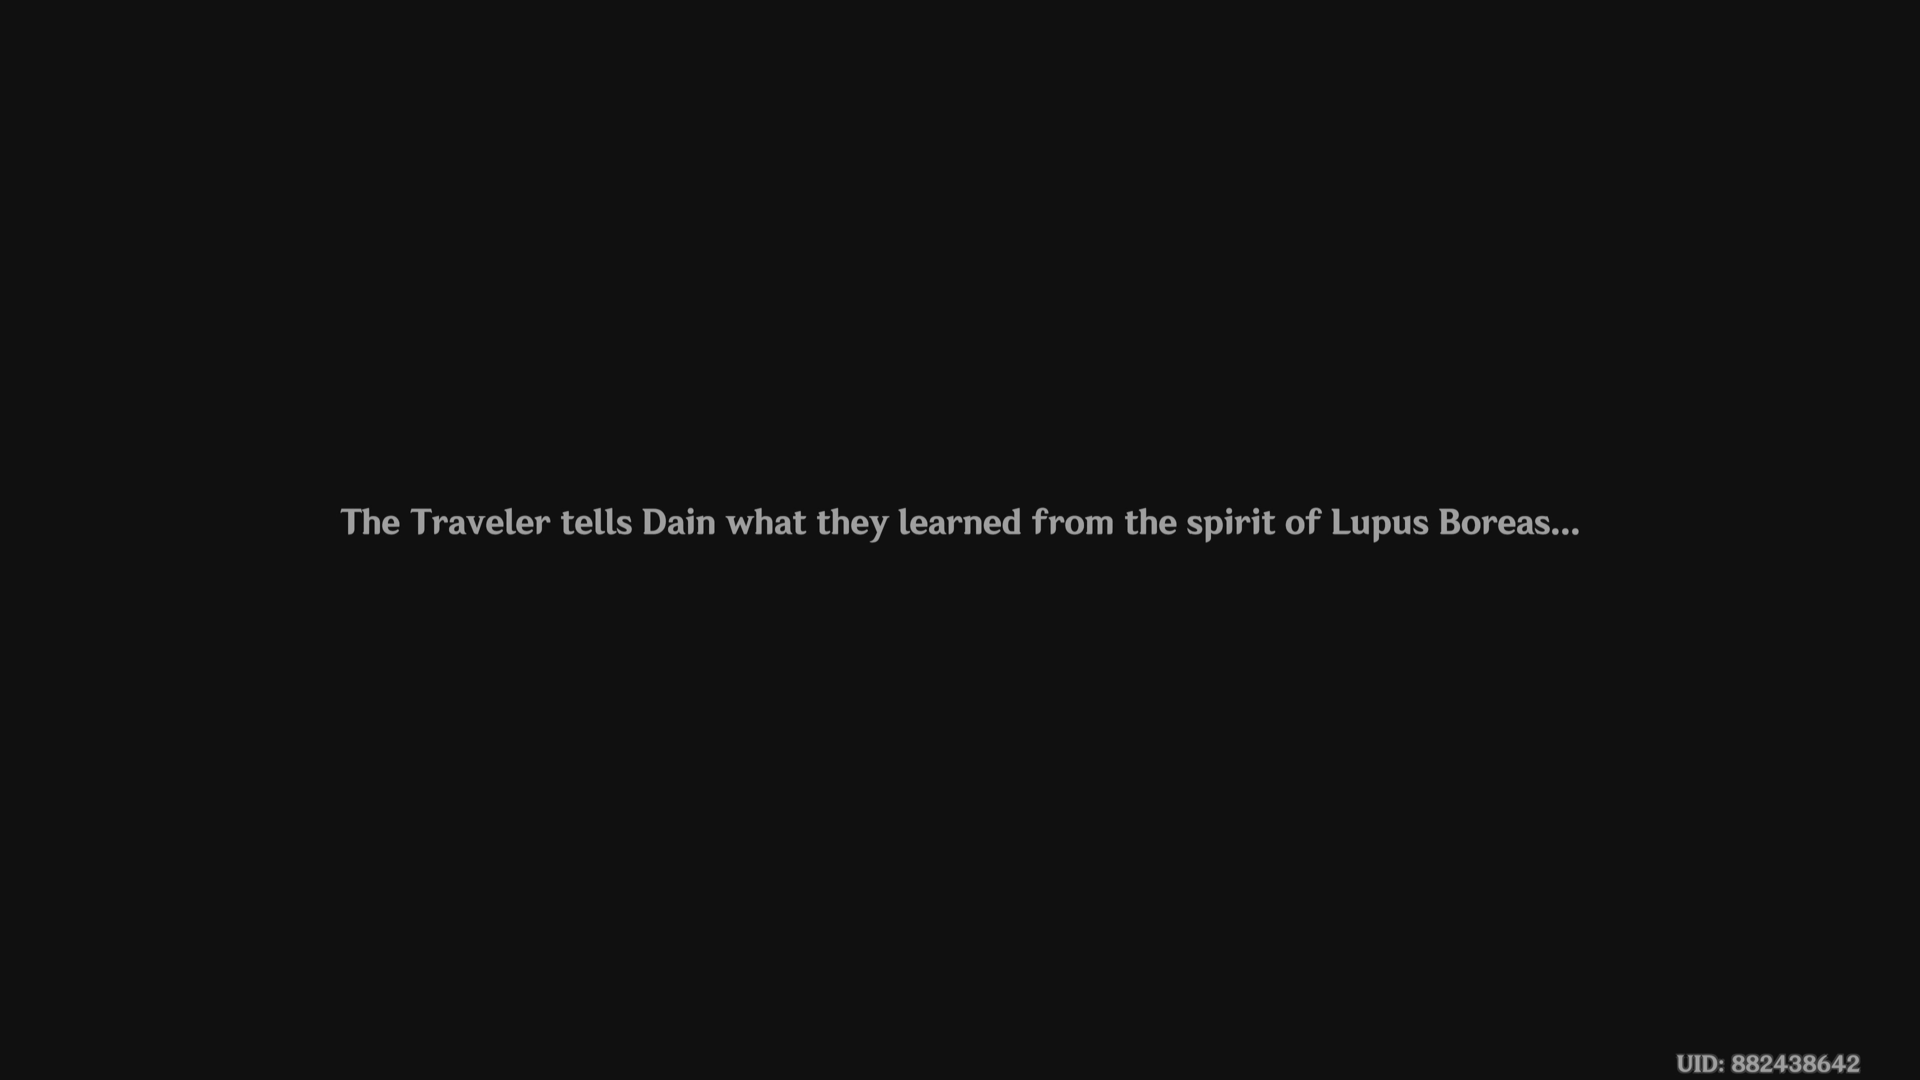 The Traveler tells Dain what they learned from the spirit of Lupus Boreas...
UID: 882438642